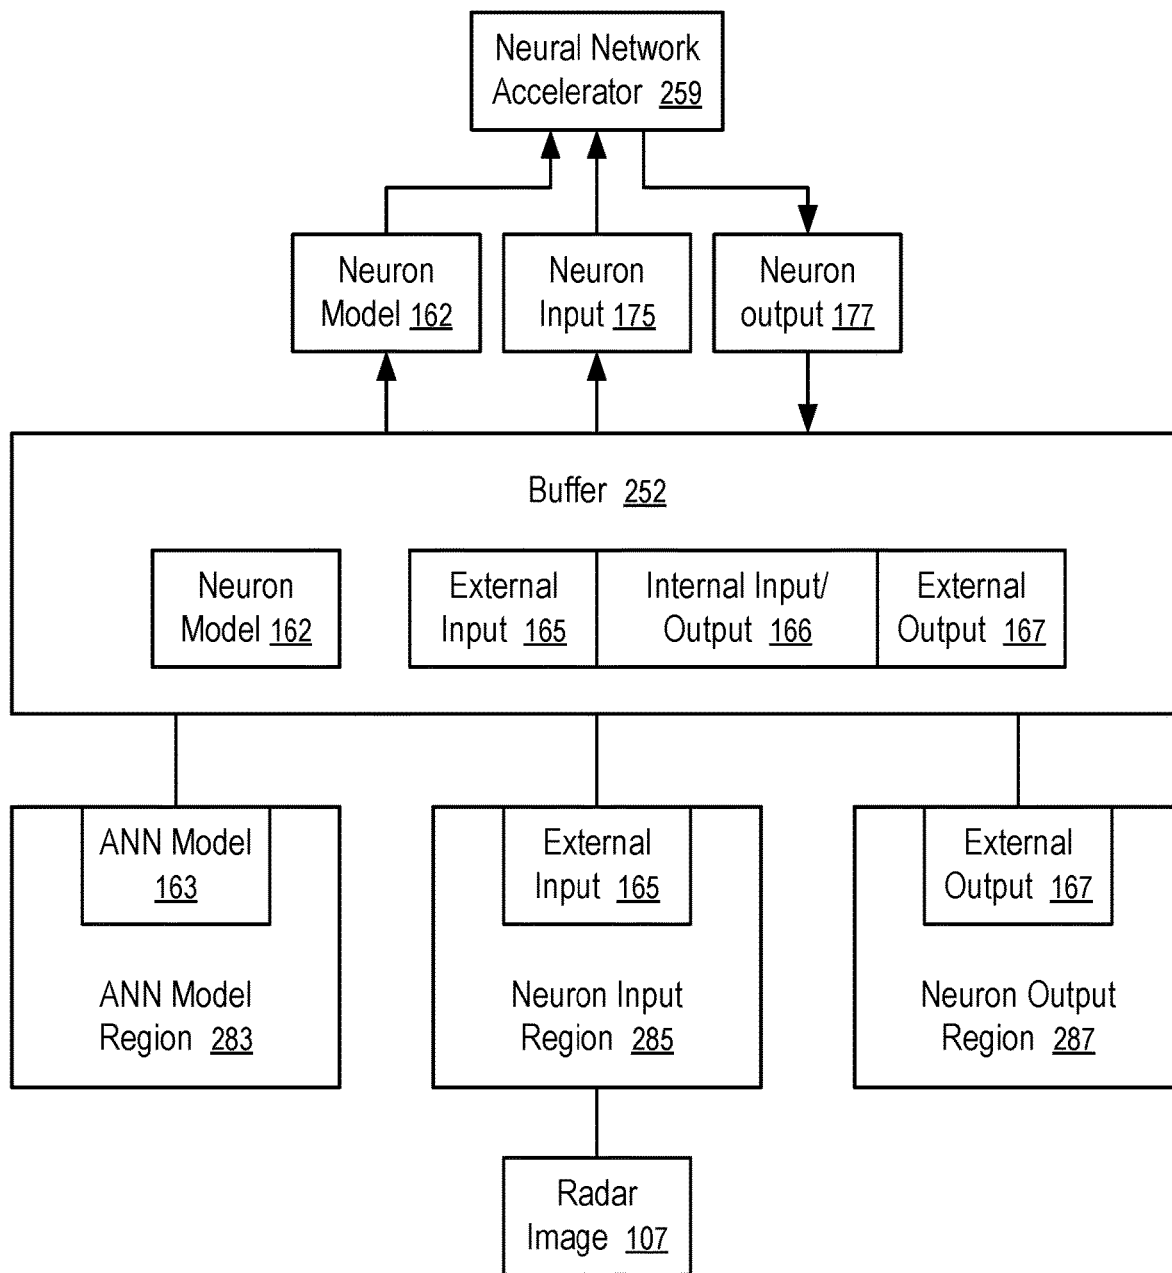 Neural Network
Accelerator 259
Neuron
Model 162
Neuron
Input 175
Neuron
output 177
Buffer 252
Neuron
Model 162
External
Input 165
Internal Input/
Output 166
External
Output 167
ANN Model
163
ANN Model
Region 283
External
Input 165
Neuron Input
Region 285
External
Output 167
Neuron Output
Region 287
Radar
Image 107